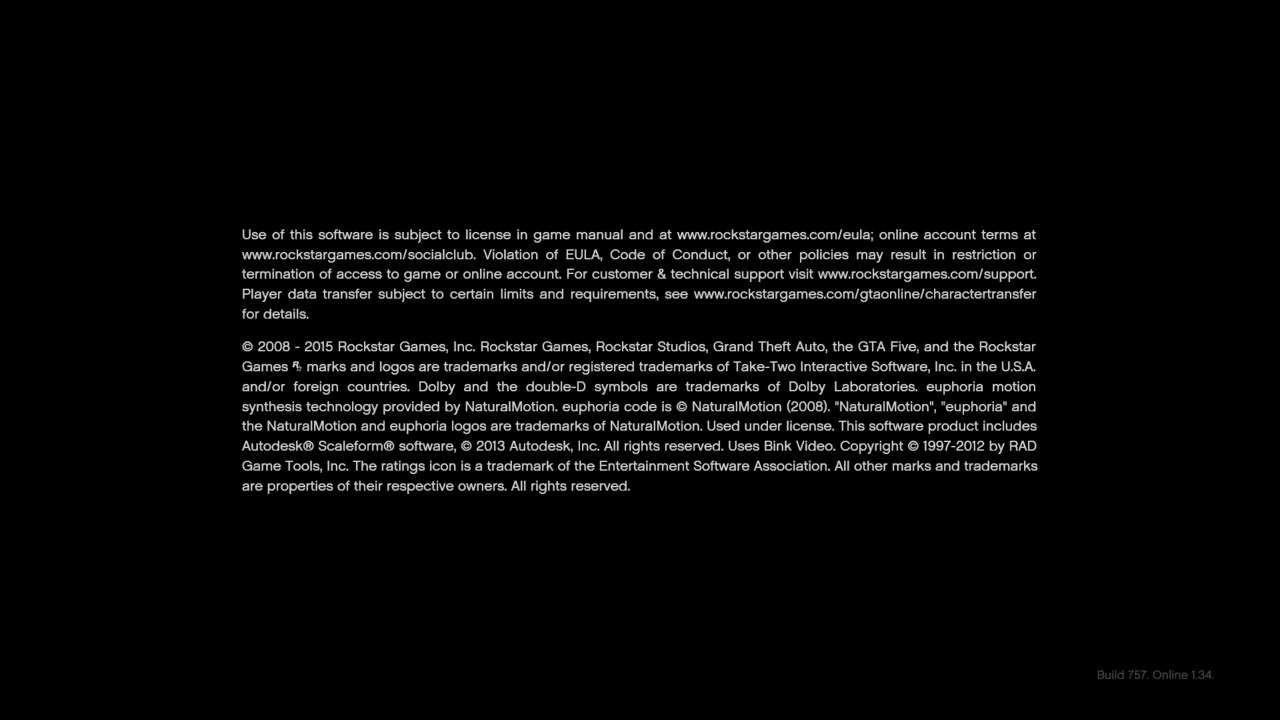 Use of this software is subject to license in game manual and at www.rockstargames.com/eula; online account terms at
www.rockstargames.com/socialclub. Violation of EULA, Code of Conduct, or other policies may result in restriction or
termination of access to game or online account. For customer & technical support visit www.rockstargames.com/support.
Player data transfer subject to certain limits and requirements, see www.rockstargames.com/gtaonline/charactertransfer
for details.
© 2008 - 2015 Rockstar Games, Inc. Rockstar Games, Rockstar Studios, Grand Theft Auto, the GTA Five, and the Rockstar
Games R* marks and logos are trademarks and/or registered trademarks of Take-Two Interactive Software, Inc. in the U.S.A.
and/or foreign countries. Dolby and the double-D symbols are trademarks of Dolby Laboratories. euphoria motion
synthesis technology provided by NaturalMotion. euphoria code is © NaturalMotion (2008). "NaturalMotion", "euphoria" and
the NaturalMotion and euphoria logos are trademarks of NaturalMotion. Used under license. This software product includes
Autodesk® Scaleform® software, © 2013 Autodesk, Inc. All rights reserved. Uses Bink Video. Copyright © 1997-2012 by RAD
Game Tools, Inc. The ratings icon is a trademark of the Entertainment Software Association. All other marks and trademarks
are properties of their respective owners. All rights reserved.
Build 757. Online 1.34.